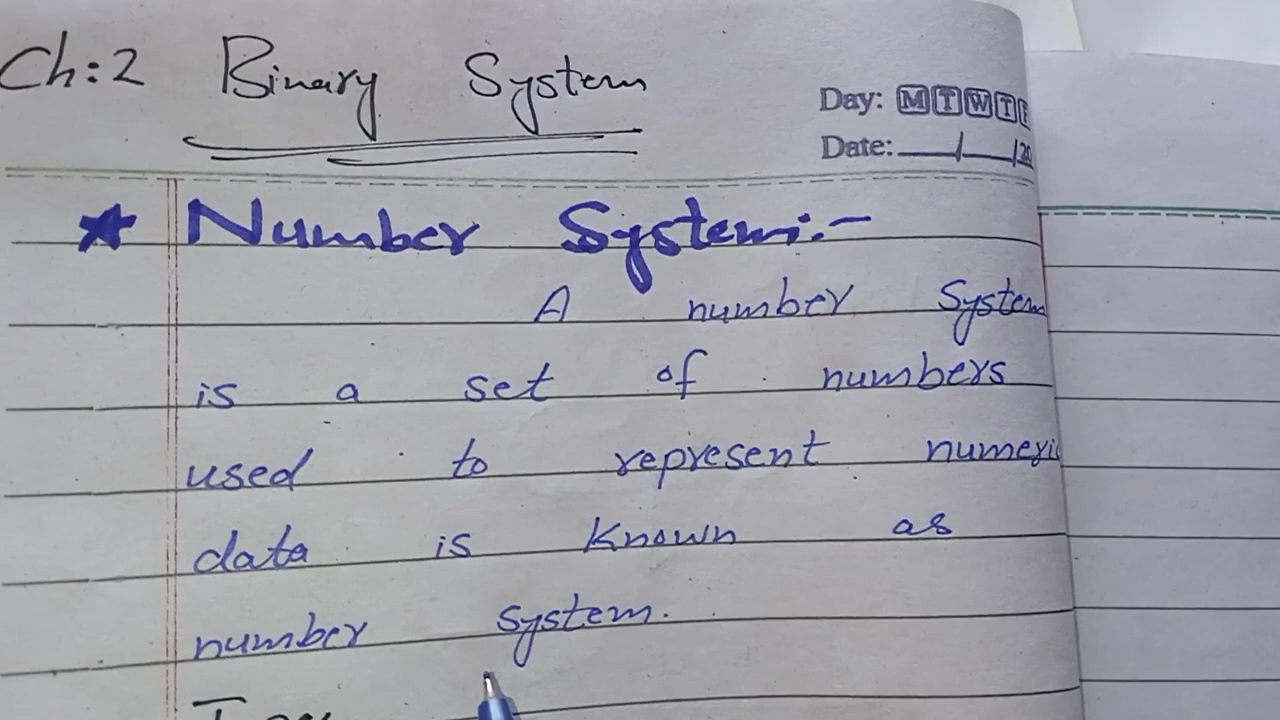 Ch:2 Binary System
Day: M T W T
Date: / /20
★ Number System:-
A number System
is a set of numbers
used to represent numeri
data is known as
number system.